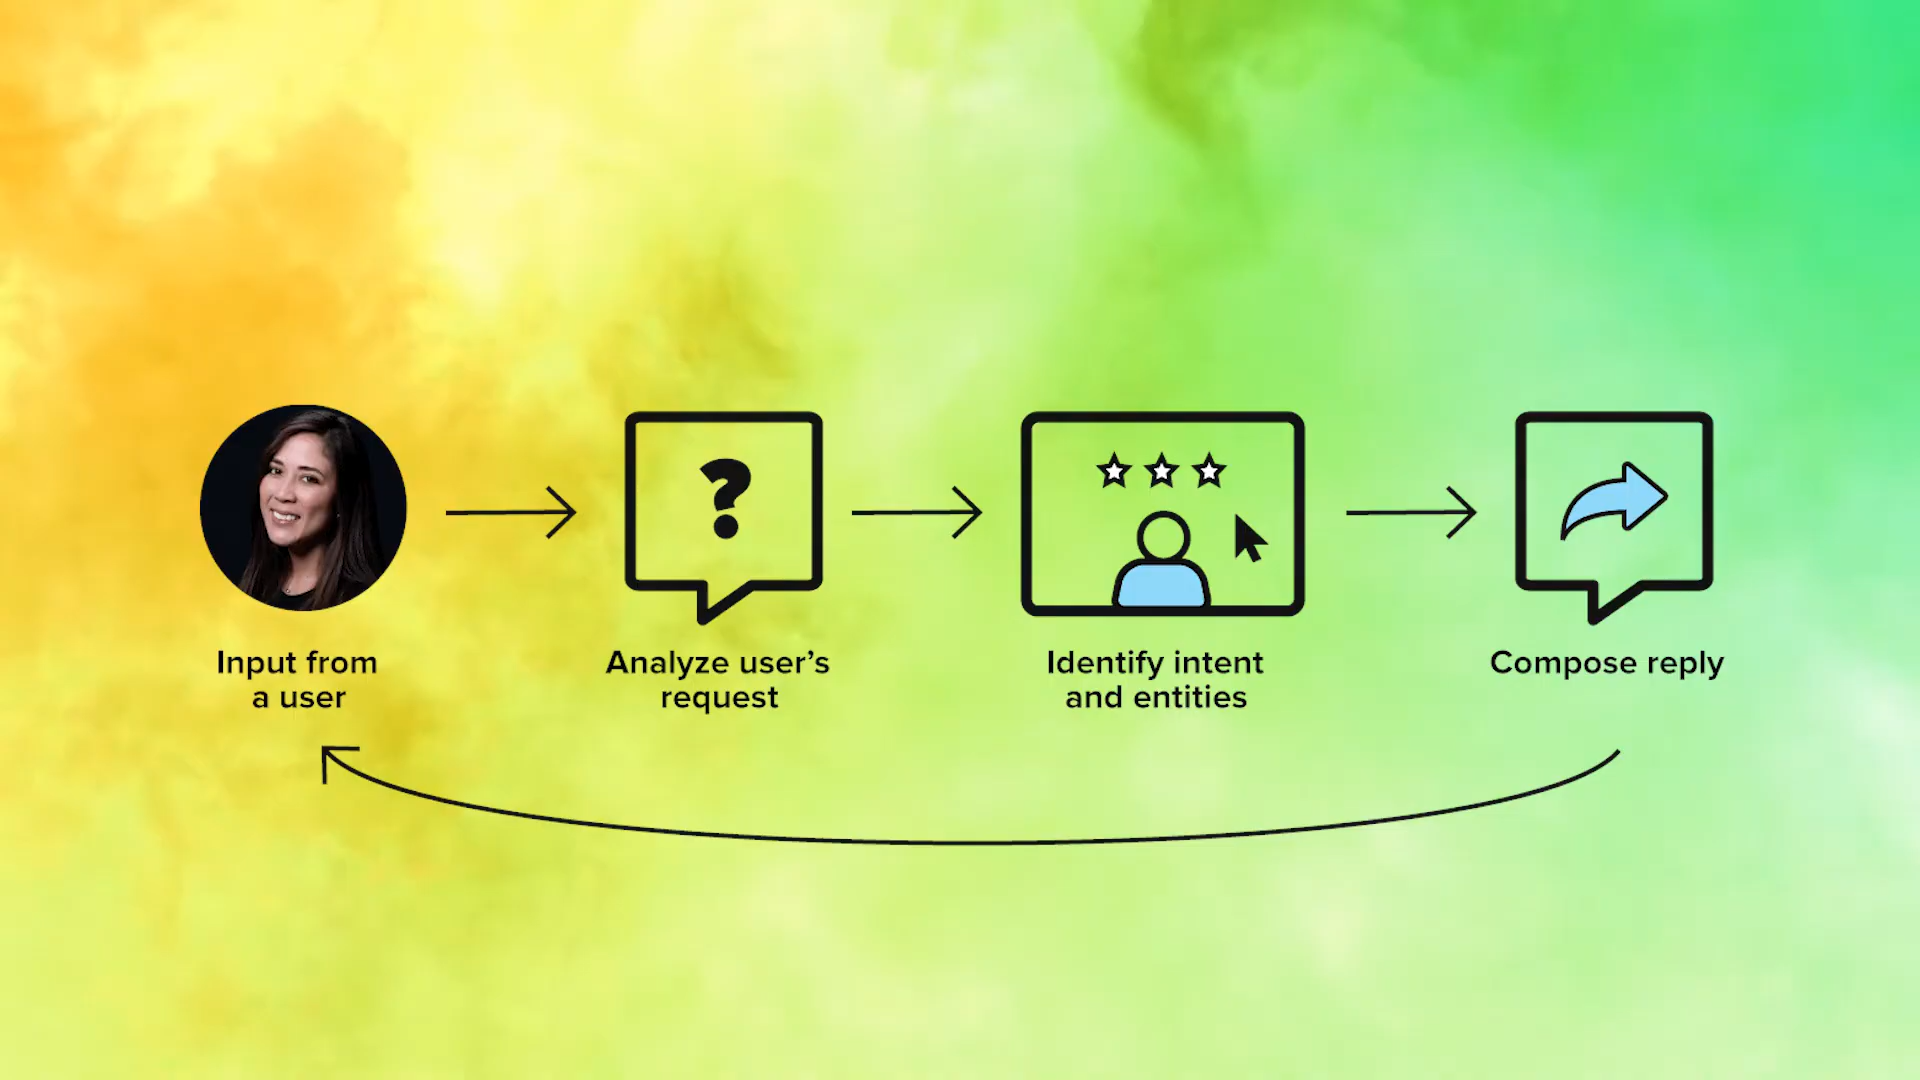 Input from
a user
Analyze user’s
request
Identify intent
and entities
Compose reply